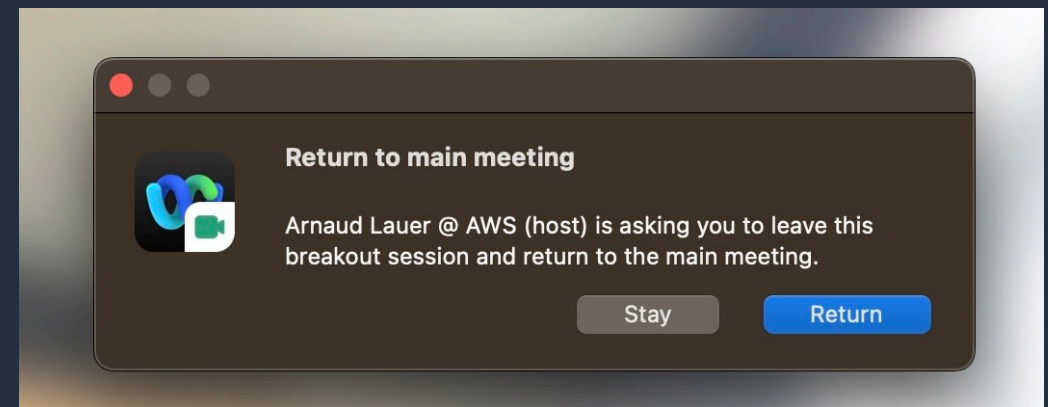 Return to main meeting
Arnaud Lauer @ AWS (host) is asking you to leave this
breakout session and return to the main meeting.
Stay
Return